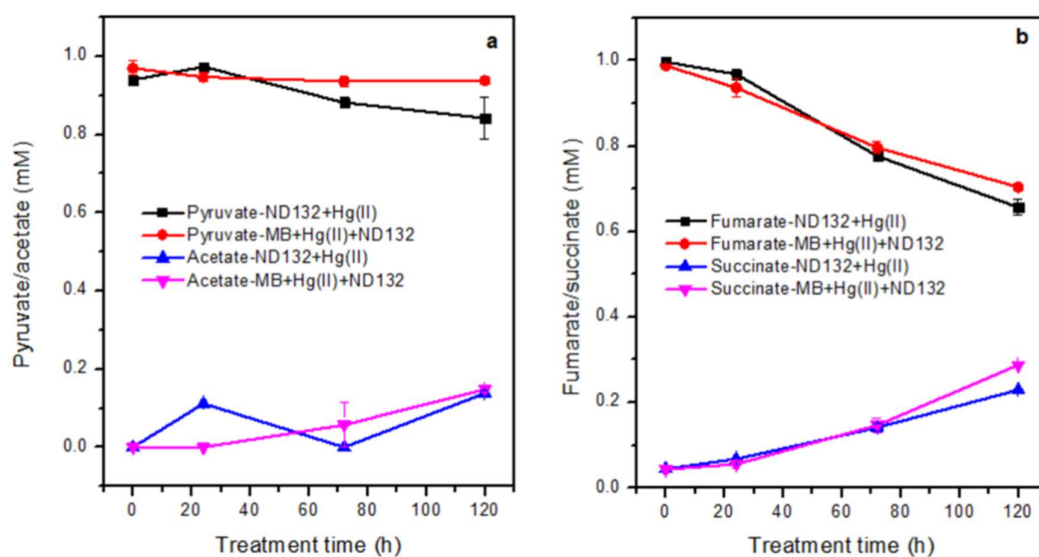 a
1.0
0.8
0.6
0.4
0.2
0.0
Pyruvate/acetate (mM)
Pyruvate-ND132+Hg(II)
Pyruvate-MB+Hg(II)+ND132
Acetate-ND132+Hg(II)
Acetate-MB+Hg(II)+ND132
0 20 40 60 80 100 120
Treatment time (h)
b
1.0
0.8
0.6
0.4
0.2
0.0
Fumarate/succinate (mM)
Fumarate-ND132+Hg(II)
Fumarate-MB+Hg(II)+ND132
Succinate-ND132+Hg(II)
Succinate-MB+Hg(II)+ND132
0 20 40 60 80 100 120
Treatment time (h)